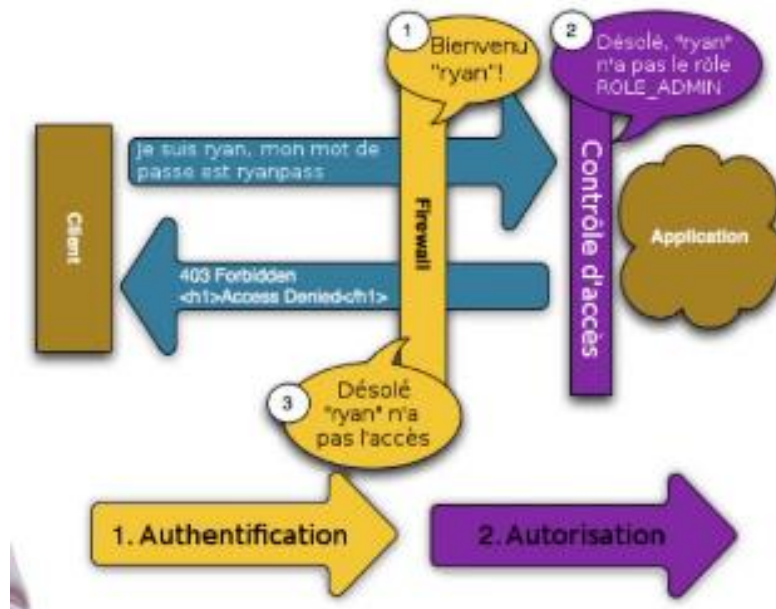 1
Bienvenu
"ryan"!
2
Désolé, "ryan"
n'a pas le rôle
ROLE_ADMIN
Je suis ryan, mon mot de
passe est ryanpass
Client
Firewall
Contrôle d'accès
Application
403 Forbidden
<h1>Access Denied</h1>
3
Désolé
"ryan" n'a
pas l'accès
1. Authentification
2. Autorisation